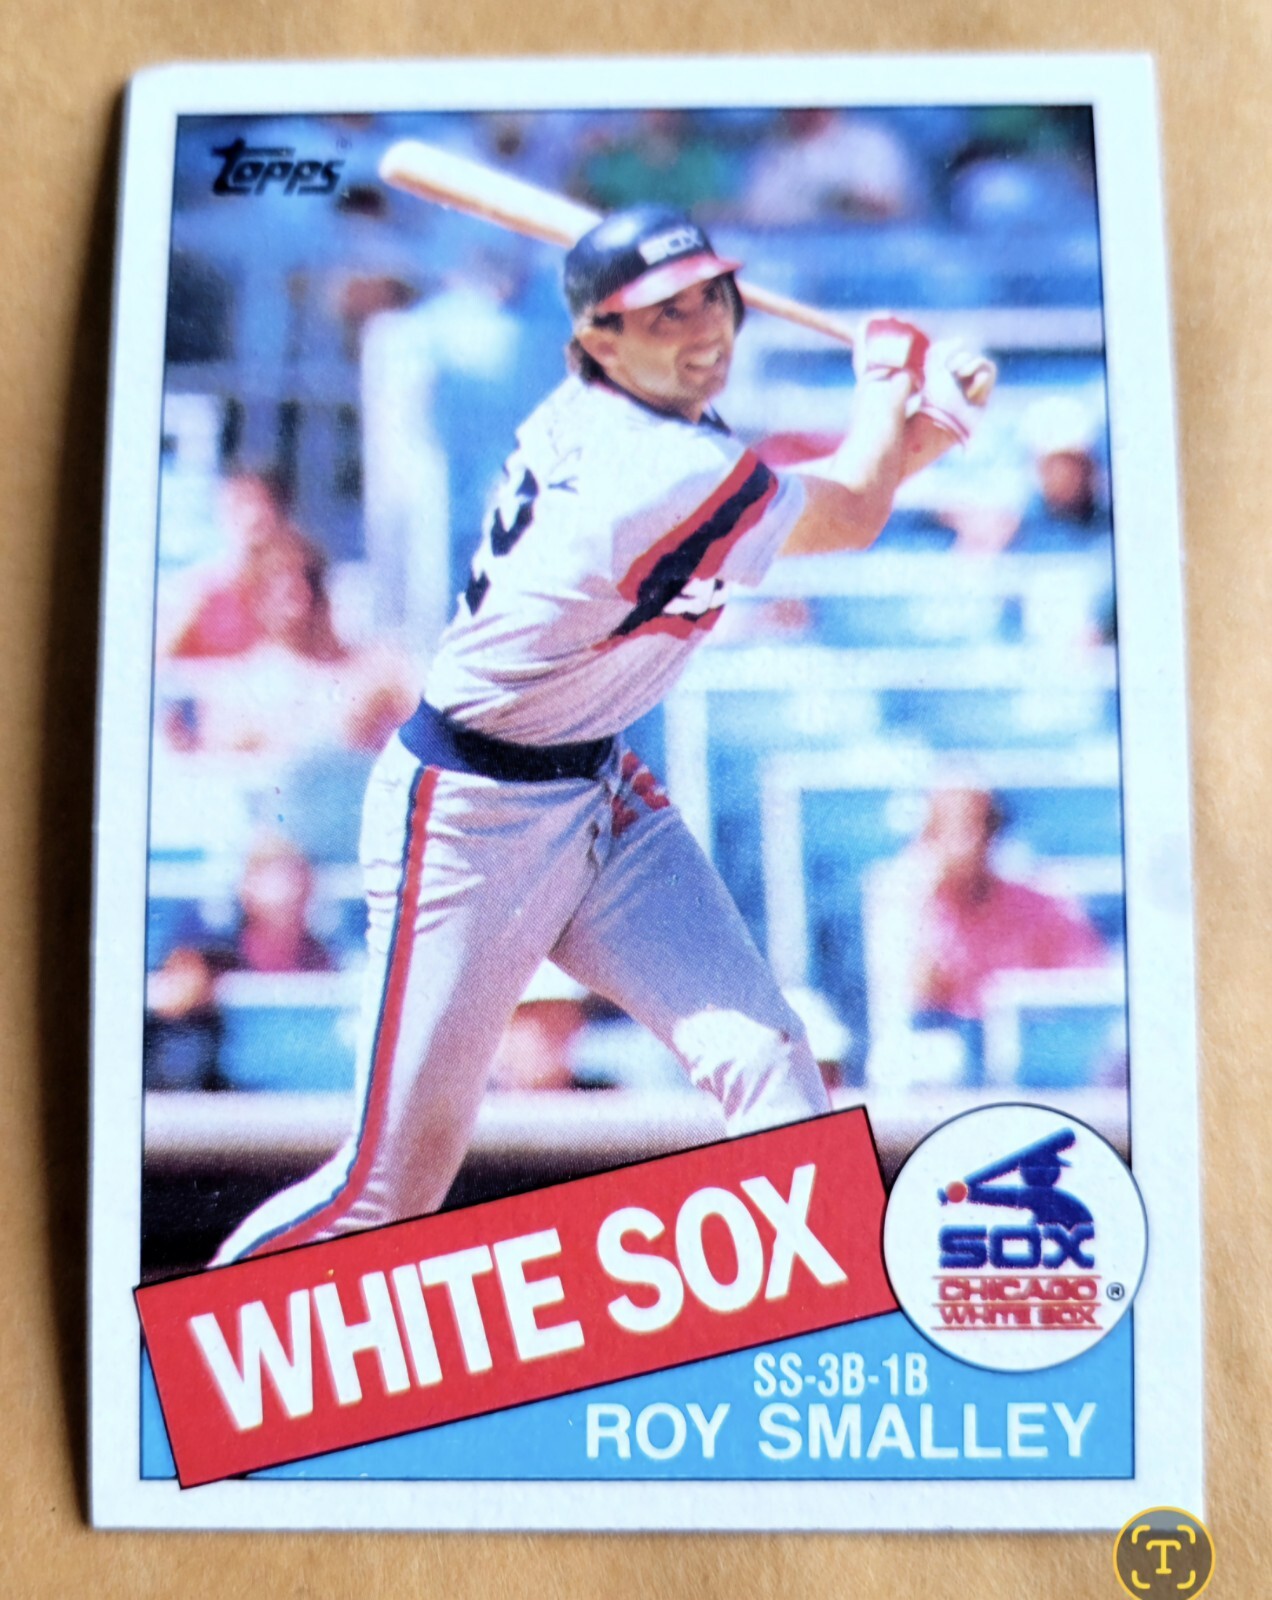 Topps
SOX
WHITE SOX
SOX
CHICAGO ®
WHITE SOX
SS-3B-1B
ROY SMALLEY
T